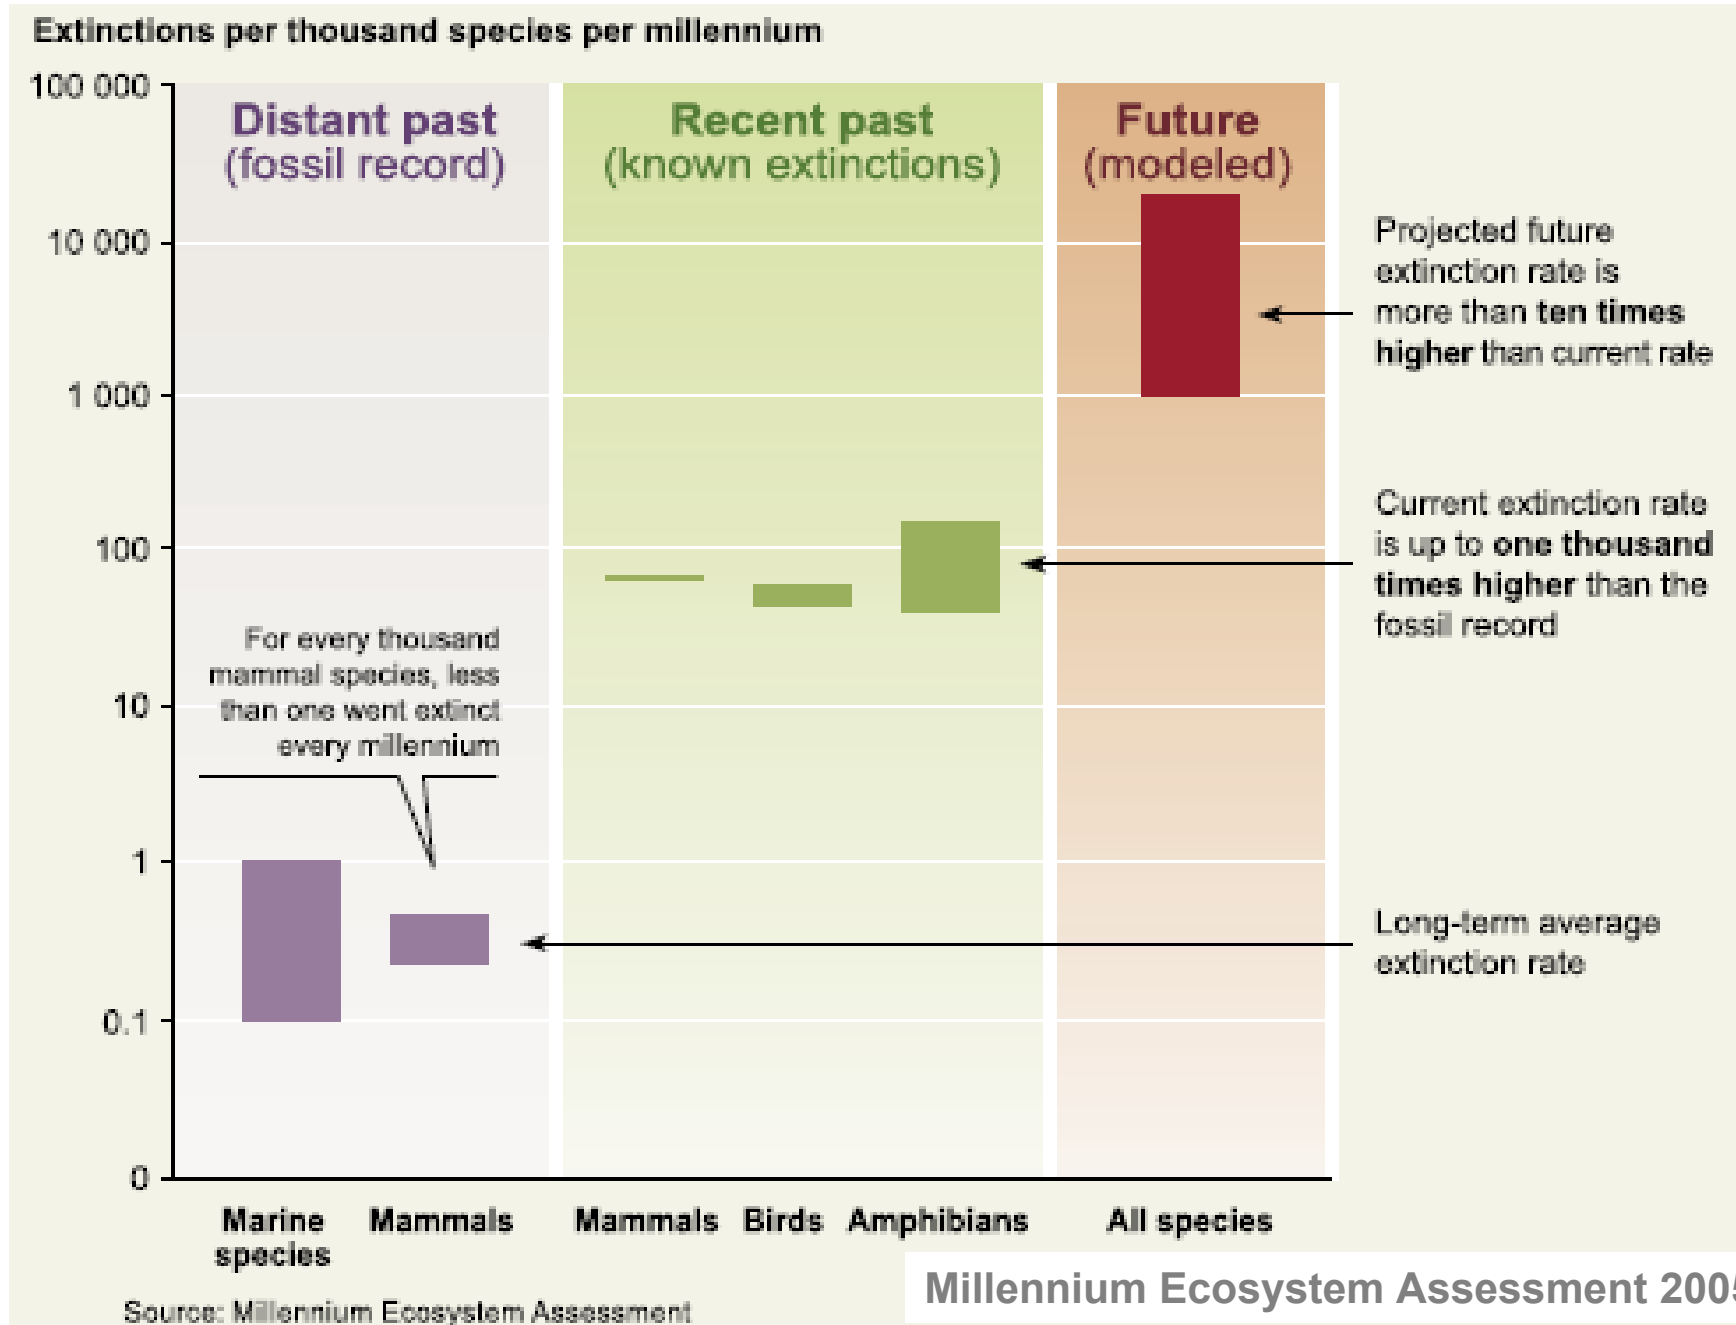 Extinctions per thousand species per millennium
100 000
10 000
1 000
100
10
1
0.1
0
Distant past
(fossil record)
Recent past
(known extinctions)
Future
(modeled)
For every thousand
mammal species, less
than one went extinct
every millennium
Projected future
extinction rate is
more than ten times
higher than current rate
Current extinction rate
is up to one thousand
times higher than the
fossil record
Long-term average
extinction rate
Marine
species
Mammals
Mammals
Birds
Amphibians
All species
Source: Millennium Ecosystem Assessment
Millennium Ecosystem Assessment 2005